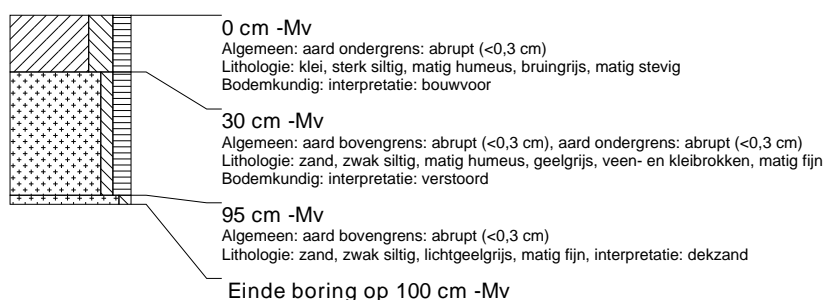 0 cm -Mv
Algemeen: aard ondergrens: abrupt (<0,3 cm)
Lithologie: klei, sterk siltig, matig humeus, bruingrijs, matig stevig
Bodemkundig: interpretatie: bouwvoor
30 cm -Mv
Algemeen: aard bovengrens: abrupt (<0,3 cm), aard ondergrens: abrupt (<0,3 cm)
Lithologie: zand, zwak siltig, matig humeus, geelgrijs, veen- en kleibrokken, matig fijn
Bodemkundig: interpretatie: verstoord
95 cm -Mv
Algemeen: aard bovengrens: abrupt (<0,3 cm)
Lithologie: zand, zwak siltig, lichtgeelgrijs, matig fijn, interpretatie: dekzand
Einde boring op 100 cm -Mv